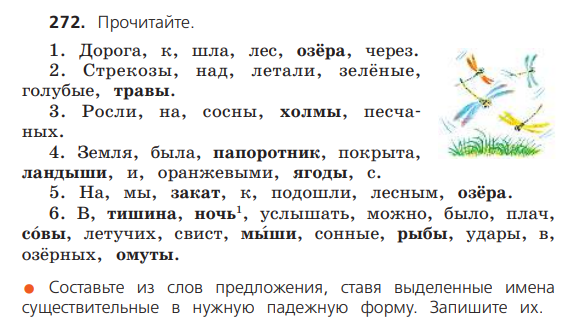 272. Прочитайте.
1. Дорога, к, шла, лес, озёра, через.
2. Стрекозы, над, летали, зелёные,
голубые, травы.
3. Росли, на, сосны, холмы, песча-
ных.
4. Земля, была, папоротник, покрыта,
ландыши, и, оранжевыми, ягоды, с.
5. На, мы, закат, к, подошли, лесным, озёра.
6. В, тишина, ночь¹, услышать, можно, было, плач,
со́вы, летучих, свист, мы́ши, сонные, рыбы, удары, в,
озёрных, омуты.
Составьте из слов предложения, ставя выделенные имена
существительные в нужную падежную форму. Запишите их.